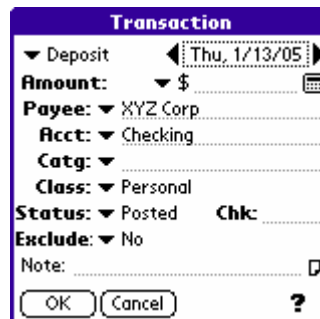 Transaction
Deposit Thu, 1/13/05
Amount: $
Payee: XYZ Corp
Acct: Checking
Catg:
Class: Personal
Status: Posted Chk:
Exclude: No
Note:
OK Cancel ?